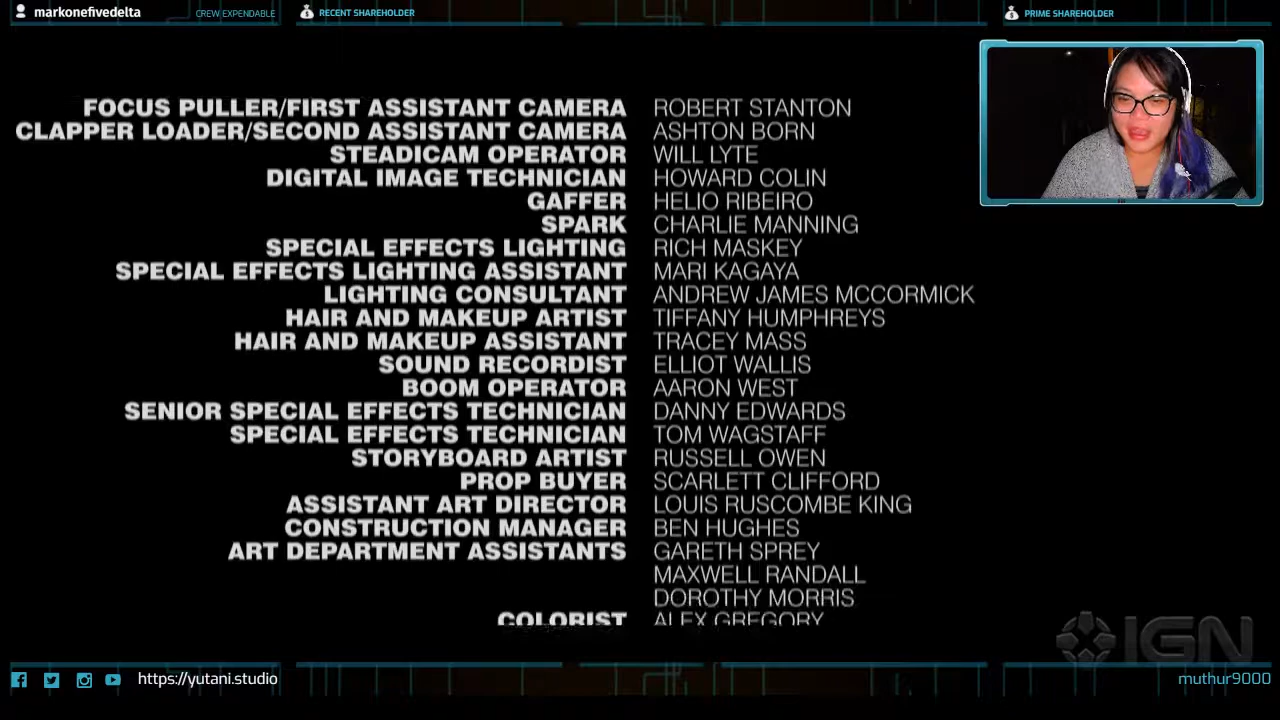 markonefivedelta CREW EXPENDABLE RECENT SHAREHOLDER PRIME SHAREHOLDER
FOCUS PULLER/FIRST ASSISTANT CAMERA ROBERT STANTON
CLAPPER LOADER/SECOND ASSISTANT CAMERA ASHTON BORN
STEADICAM OPERATOR WILL LYTE
DIGITAL IMAGE TECHNICIAN HOWARD COLIN
GAFFER HELIO RIBEIRO
SPARK CHARLIE MANNING
SPECIAL EFFECTS LIGHTING RICH MASKEY
SPECIAL EFFECTS LIGHTING ASSISTANT MARI KAGAYA
LIGHTING CONSULTANT ANDREW JAMES MCCORMICK
HAIR AND MAKEUP ARTIST TIFFANY HUMPHREYS
HAIR AND MAKEUP ASSISTANT TRACEY MASS
SOUND RECORDIST ELLIOT WALLIS
BOOM OPERATOR AARON WEST
SENIOR SPECIAL EFFECTS TECHNICIAN DANNY EDWARDS
SPECIAL EFFECTS TECHNICIAN TOM WAGSTAFF
STORYBOARD ARTIST RUSSELL OWEN
PROP BUYER SCARLETT CLIFFORD
ASSISTANT ART DIRECTOR LOUIS RUSCOMBE KING
CONSTRUCTION MANAGER BEN HUGHES
ART DEPARTMENT ASSISTANTS GARETH SPREY
MAXWELL RANDALL
DOROTHY MORRIS
COLORIST ALEX GREGORY
IGN
https://yutani.studio muthur9000